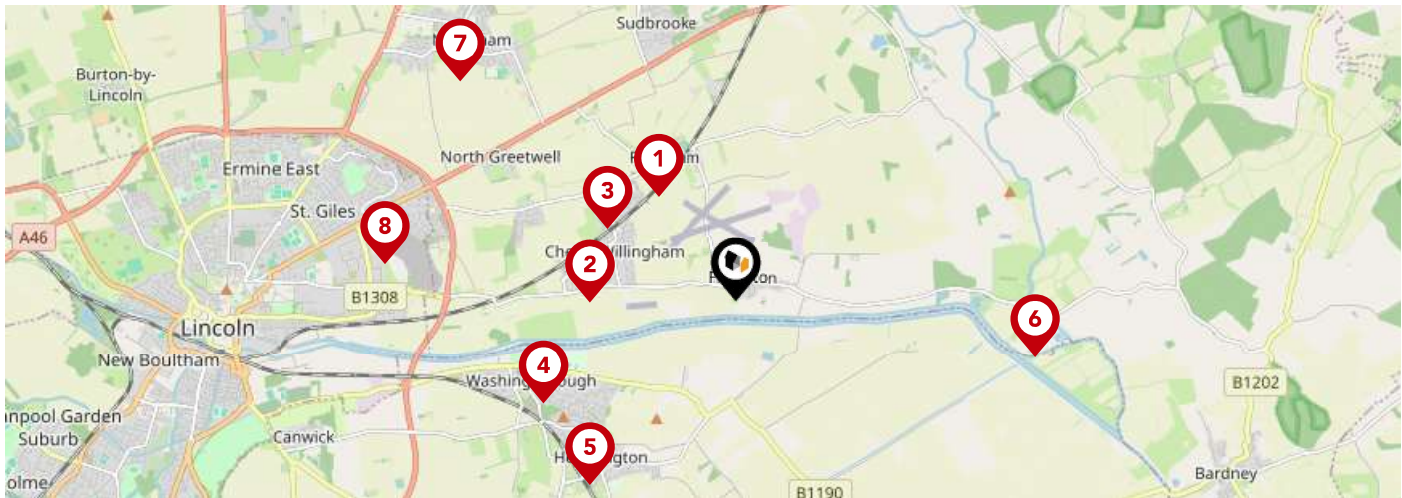 Sudbrooke
7
Burton-by-
Lincoln
North Greetwell
1
Ermine East
3
St. Giles
8
A46
2
B1308
Lincoln
6
New Boultham
4
B1202
Suburb
Canwick
5
Bardney
B1190